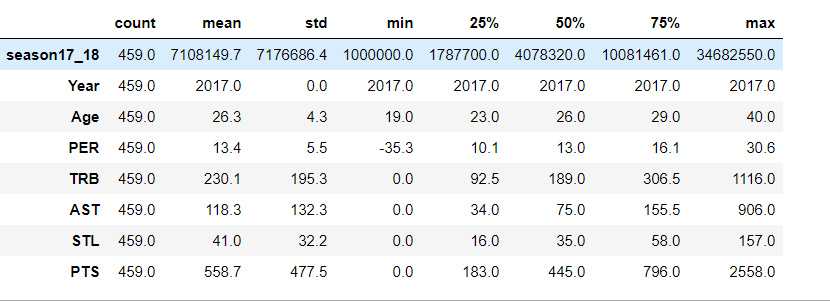 count mean std min 25% 50% 75% max
season17_18 459.0 7108149.7 7176686.4 1000000.0 1787700.0 4078320.0 10081461.0 34682550.0
Year 459.0 2017.0 0.0 2017.0 2017.0 2017.0 2017.0 2017.0
Age 459.0 26.3 4.3 19.0 23.0 26.0 29.0 40.0
PER 459.0 13.4 5.5 -35.3 10.1 13.0 16.1 30.6
TRB 459.0 230.1 195.3 0.0 92.5 189.0 306.5 1116.0
AST 459.0 118.3 132.3 0.0 34.0 75.0 155.5 906.0
STL 459.0 41.0 32.2 0.0 16.0 35.0 58.0 157.0
PTS 459.0 558.7 477.5 0.0 183.0 445.0 796.0 2558.0